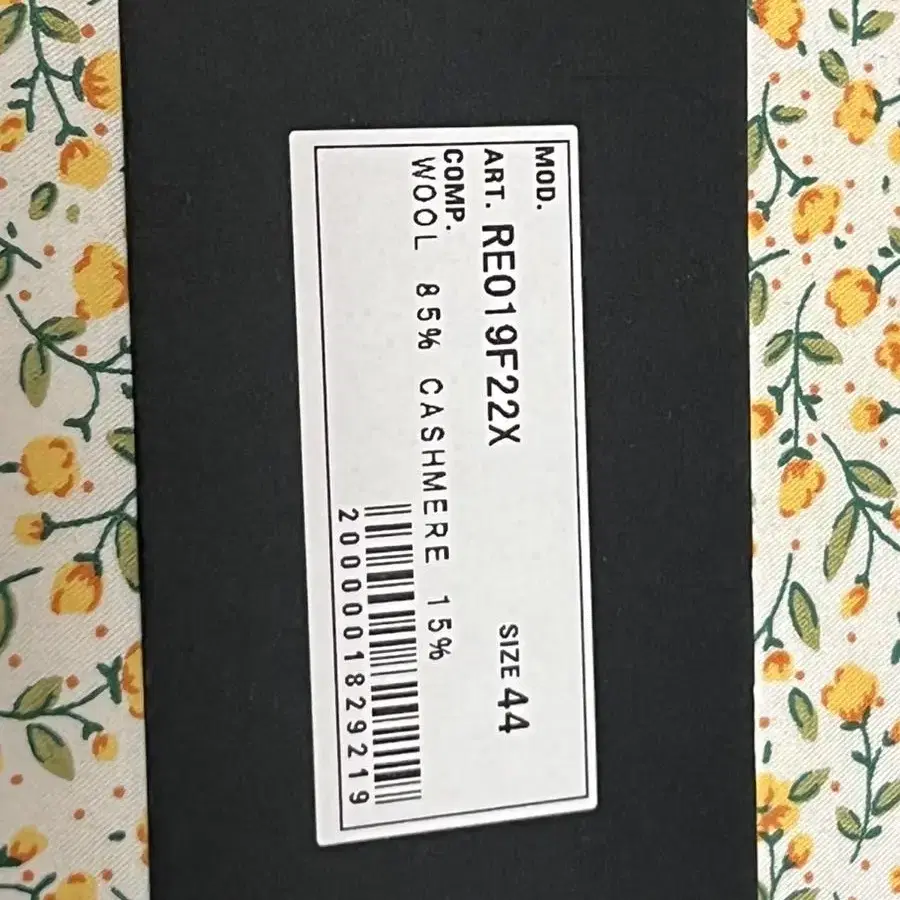 MOD.
ART. RE019F22X SIZE 44
COMP.
WOOL 85% CASHMERE 15%
2000001829219